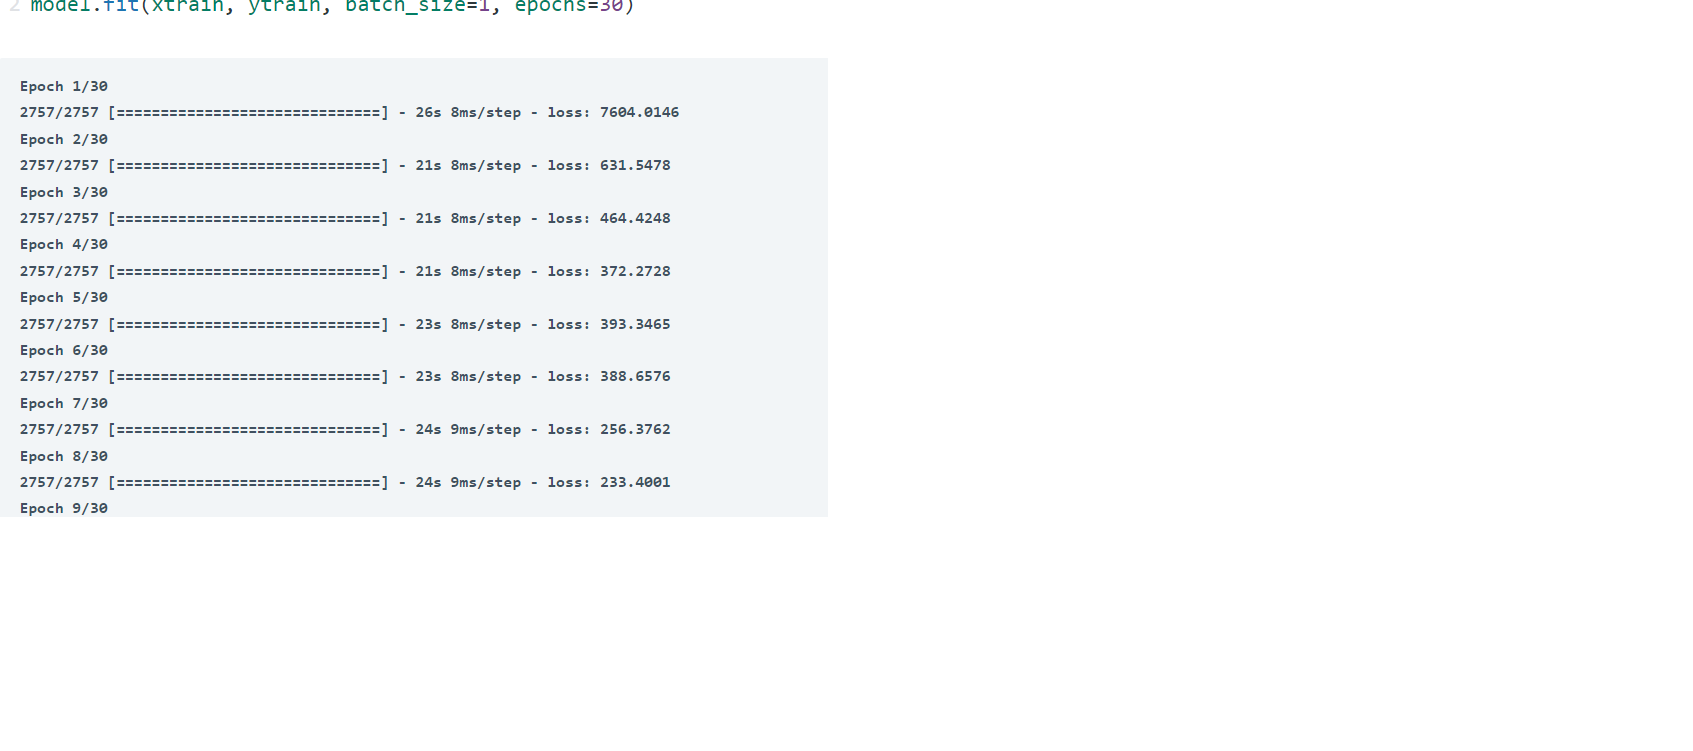 2 model.fit(xtrain, ytrain, batch_size=1, epochs=30)
Epoch 1/30
2757/2757 [==============================] - 26s 8ms/step - loss: 7604.0146
Epoch 2/30
2757/2757 [==============================] - 21s 8ms/step - loss: 631.5478
Epoch 3/30
2757/2757 [==============================] - 21s 8ms/step - loss: 464.4248
Epoch 4/30
2757/2757 [==============================] - 21s 8ms/step - loss: 372.2728
Epoch 5/30
2757/2757 [==============================] - 23s 8ms/step - loss: 393.3465
Epoch 6/30
2757/2757 [==============================] - 23s 8ms/step - loss: 388.6576
Epoch 7/30
2757/2757 [==============================] - 24s 9ms/step - loss: 256.3762
Epoch 8/30
2757/2757 [==============================] - 24s 9ms/step - loss: 233.4001
Epoch 9/30